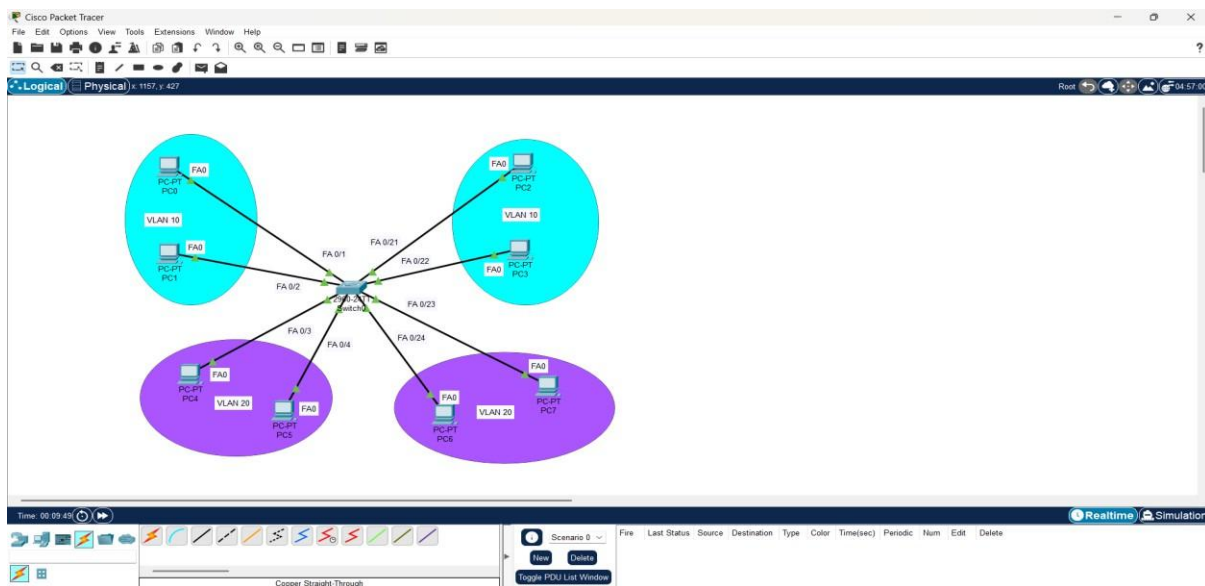 Cisco Packet Tracer
File Edit Options View Tools Extensions Window Help
?
Logical Physical x: 1157, y: 427
Root 04:57:00
FA0
PC-PT
PC0
VLAN 10
FA0
PC-PT
PC1
FA0
PC-PT
PC2
VLAN 10
FA0
PC-PT
PC3
FA 0/1
FA 0/21
FA 0/22
FA 0/2
Switch0
FA 0/23
FA 0/3
FA 0/4
FA 0/24
FA0
PC-PT
PC4
VLAN 20
FA0
PC-PT
PC5
FA0
PC-PT
PC6
VLAN 20
FA0
PC-PT
PC7
Time: 00:09:49
Realtime Simulation
Scenario 0
New Delete
Toggle PDU List Window
Fire Last Status Source Destination Type Color Time(sec) Periodic Num Edit Delete
Copper Straight-Through